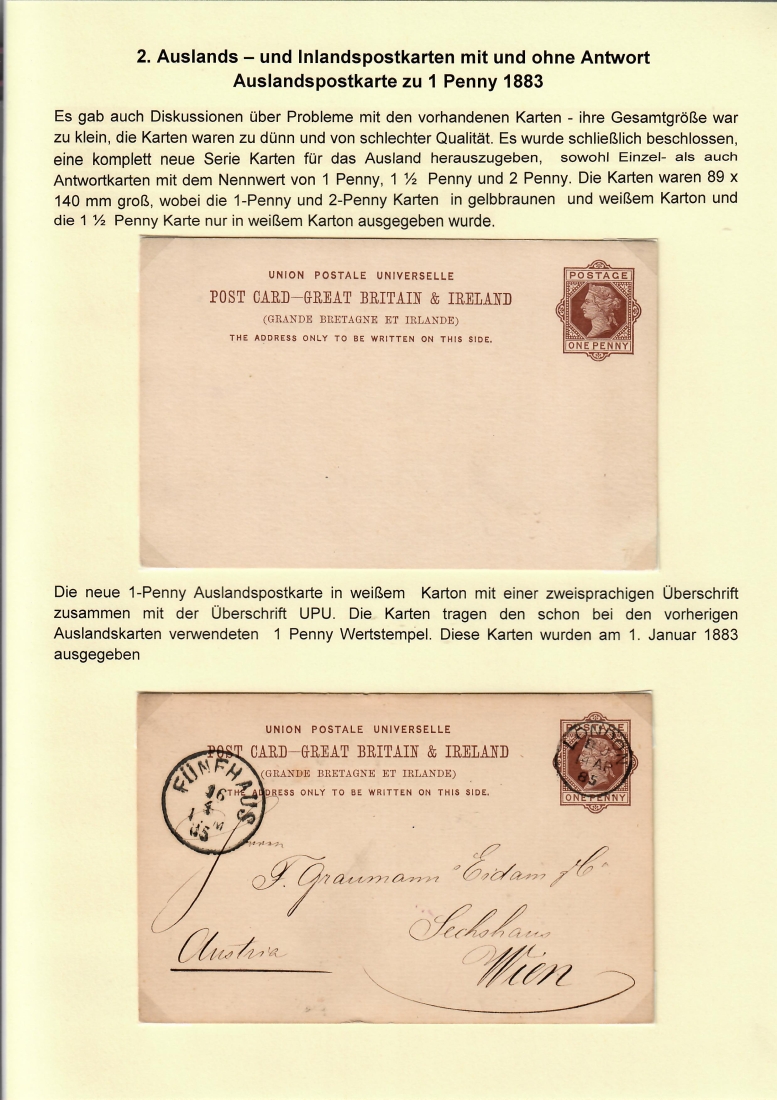 2. Auslands – und Inlandspostkarten mit und ohne Antwort
Auslandspostkarte zu 1 Penny 1883
Es gab auch Diskussionen über Probleme mit den vorhandenen Karten - ihre Gesamtgröße war
zu klein, die Karten waren zu dünn und von schlechter Qualität. Es wurde schließlich beschlossen,
eine komplett neue Serie Karten für das Ausland herauszugeben, sowohl Einzel- als auch
Antwortkarten mit dem Nennwert von 1 Penny, 1 ½ Penny und 2 Penny. Die Karten waren 89 x
140 mm groß, wobei die 1-Penny und 2-Penny Karten in gelbbraunen und weißem Karton und
die 1 ½ Penny Karte nur in weißem Karton ausgegeben wurde.
UNION POSTALE UNIVERSELLE
POST CARD—GREAT BRITAIN & IRELAND
(GRANDE BRETAGNE ET IRLANDE)
THE ADDRESS ONLY TO BE WRITTEN ON THIS SIDE.
POSTAGE
ONE PENNY
Die neue 1-Penny Auslandspostkarte in weißem Karton mit einer zweisprachigen Überschrift
zusammen mit der Überschrift UPU. Die Karten tragen den schon bei den vorherigen
Auslandskarten verwendeten 1 Penny Wertstempel. Diese Karten wurden am 1. Januar 1883
ausgegeben
UNION POSTALE UNIVERSELLE
POST CARD—GREAT BRITAIN & IRELAND
(GRANDE BRETAGNE ET IRLANDE)
THE ADDRESS ONLY TO BE WRITTEN ON THIS SIDE.
POSTAGE
ONE PENNY
LONDON
85
FÜNFHAUS
16
4
85
F. Graumann Eidam & Co
Sechshaus
Wien
Austria